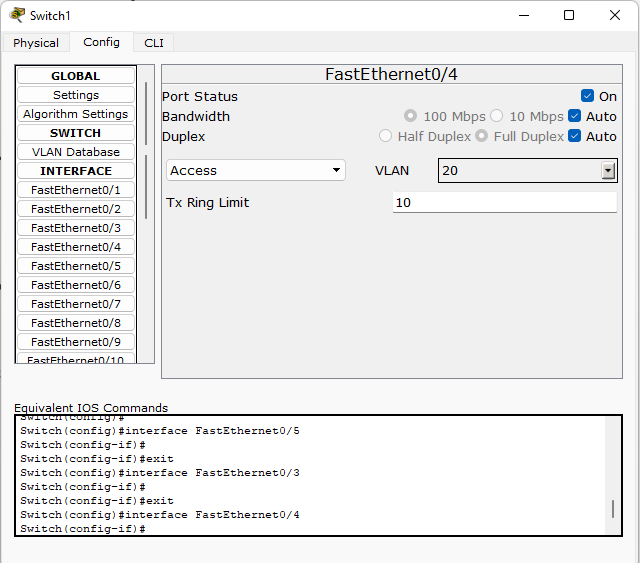 Switch1
Physical Config CLI
GLOBAL
Settings
Algorithm Settings
SWITCH
VLAN Database
INTERFACE
FastEthernet0/1
FastEthernet0/2
FastEthernet0/3
FastEthernet0/4
FastEthernet0/5
FastEthernet0/6
FastEthernet0/7
FastEthernet0/8
FastEthernet0/9
FastEthernet0/10
FastEthernet0/4
Port Status On
Bandwidth 100 Mbps 10 Mbps Auto
Duplex Half Duplex Full Duplex Auto
Access VLAN 20
Tx Ring Limit 10
Equivalent IOS Commands
Switch(config)#
Switch(config)#interface FastEthernet0/5
Switch(config-if)#
Switch(config-if)#exit
Switch(config)#interface FastEthernet0/3
Switch(config-if)#
Switch(config-if)#exit
Switch(config)#interface FastEthernet0/4
Switch(config-if)#